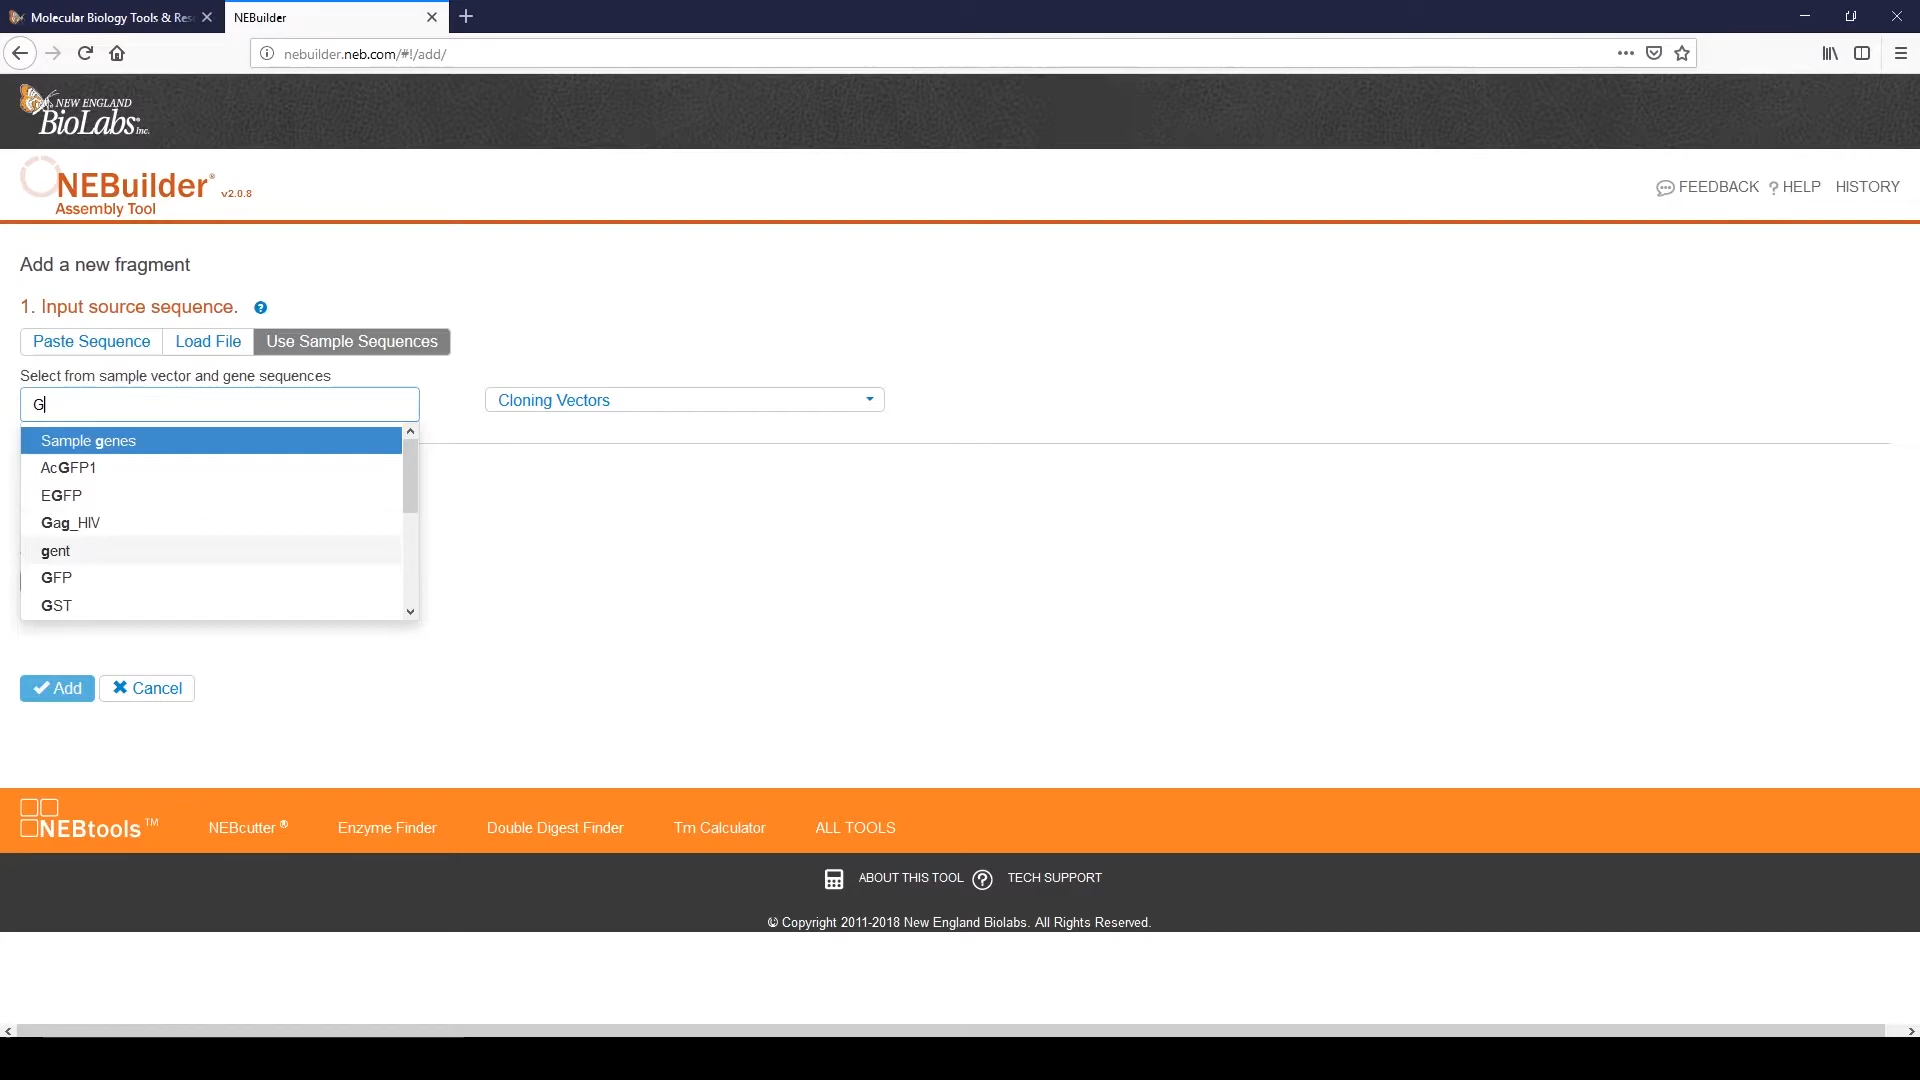 Molecular Biology Tools & Res
NEBuilder
nebuilder.neb.com/#!/add/
NEW ENGLAND
BioLabs Inc.
NEBuilder® v2.0.8
Assembly Tool
FEEDBACK ? HELP HISTORY
Add a new fragment
1. Input source sequence. ?
Paste Sequence Load File Use Sample Sequences
Select from sample vector and gene sequences
G
Cloning Vectors
Sample genes
AcGFP1
EGFP
Gag_HIV
gent
GFP
GST
Add Cancel
NEBtools™ NEBcutter® Enzyme Finder Double Digest Finder Tm Calculator ALL TOOLS
ABOUT THIS TOOL ? TECH SUPPORT
© Copyright 2011-2018 New England Biolabs. All Rights Reserved.